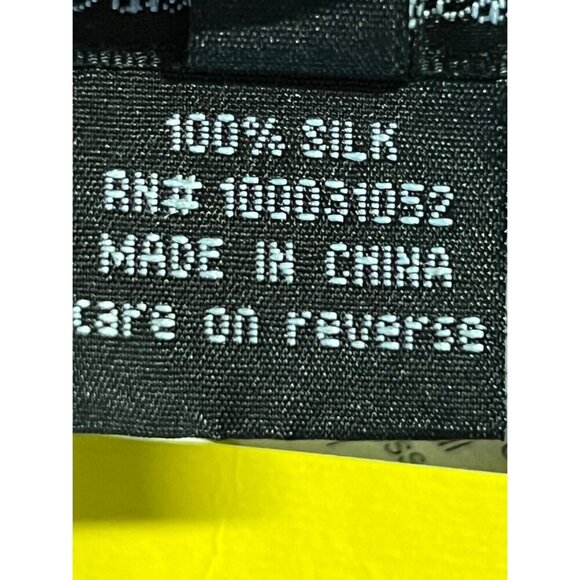 100% SILK
RN# 100031052
MADE IN CHINA
care on reverse